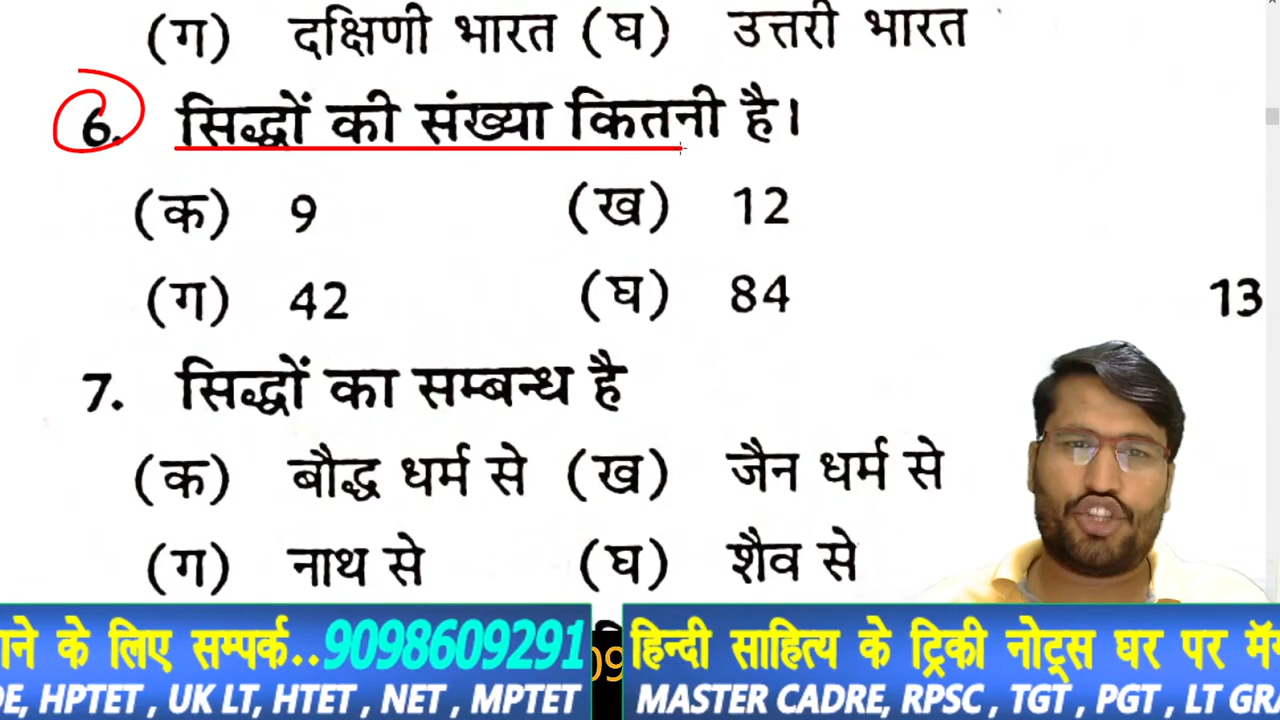 (ग) दक्षिणी भारत (घ) उत्तरी भारत
6. सिद्धों की संख्या कितनी है।
(क) 9 (ख) 12
(ग) 42 (घ) 84
13
7. सिद्धों का सम्बन्ध है
(क) बौद्ध धर्म से (ख) जैन धर्म से
(ग) नाथ से (घ) शैव से
के लिए सम्पर्क..9098609291
हिन्दी साहित्य के ट्रिकी नोट्स घर पर
HPTET , UK LT, HTET , NET , MPTET
MASTER CADRE, RPSC , TGT , PGT , LT